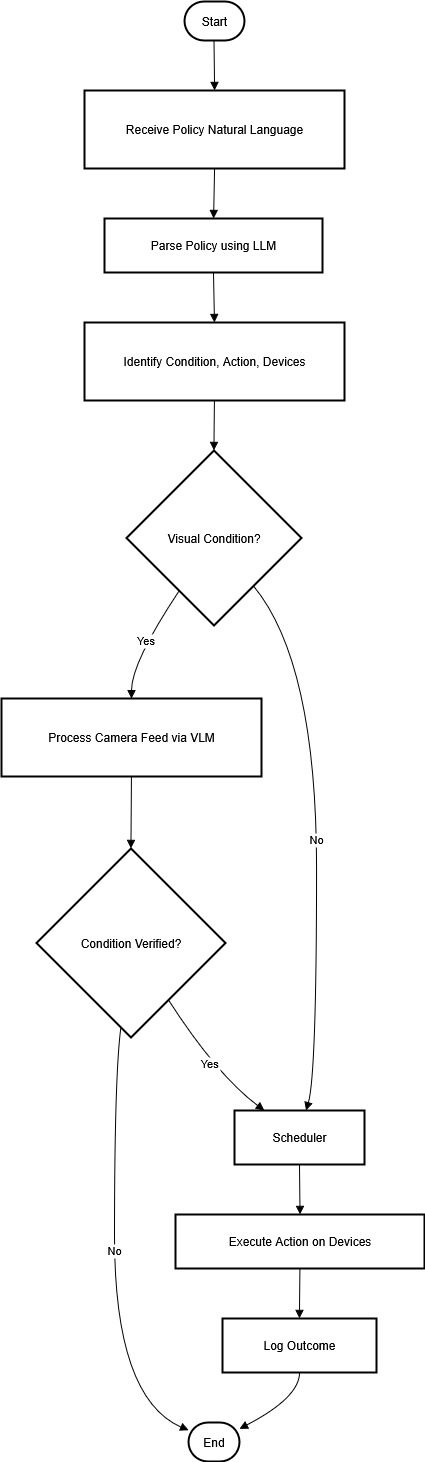 Start
Receive Policy Natural Language
Parse Policy using LLM
Identify Condition, Action, Devices
Visual Condition?
Yes
Process Camera Feed via VLM
No
Condition Verified?
Yes
Scheduler
Execute Action on Devices
No
Log Outcome
End